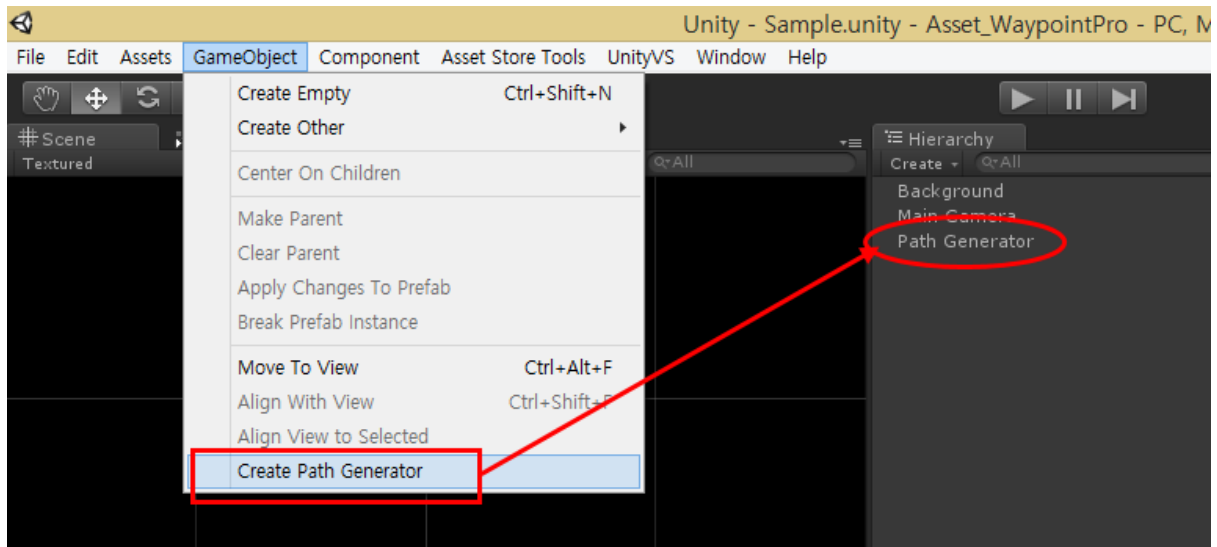 Unity - Sample.unity - Asset_WaypointPro - PC, M
File Edit Assets GameObject Component Asset Store Tools UnityVS Window Help
Create Empty Ctrl+Shift+N
Create Other
Center On Children
Make Parent
Clear Parent
Apply Changes To Prefab
Break Prefab Instance
Move To View Ctrl+Alt+F
Align With View Ctrl+Shift+F
Align View to Selected
Create Path Generator
#Scene
Textured
All
Hierarchy
Create All
Background
Main Camera
Path Generator